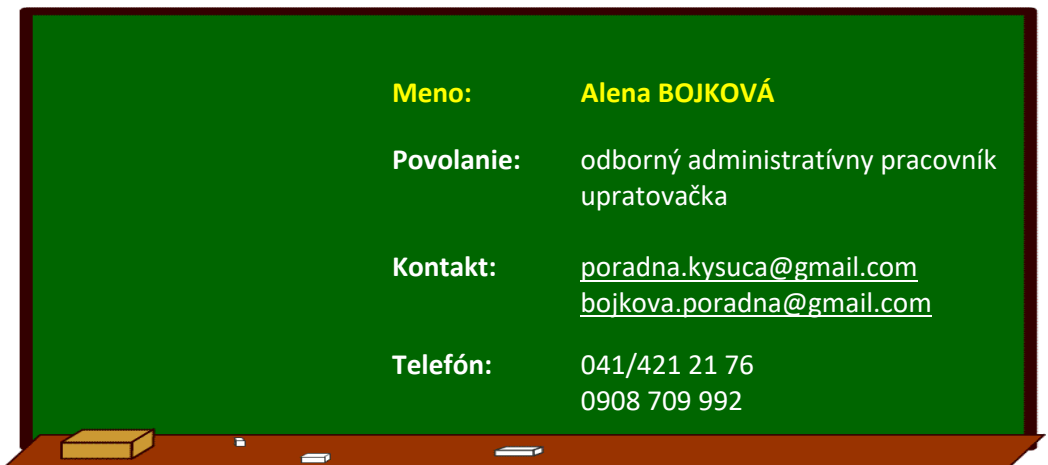 Meno: Alena BOJKOVÁ
Povolanie: odborný administratívny pracovník
upratovačka
Kontakt: poradna.kysuca@gmail.com
bojkova.poradna@gmail.com
Telefón: 041/421 21 76
0908 709 992